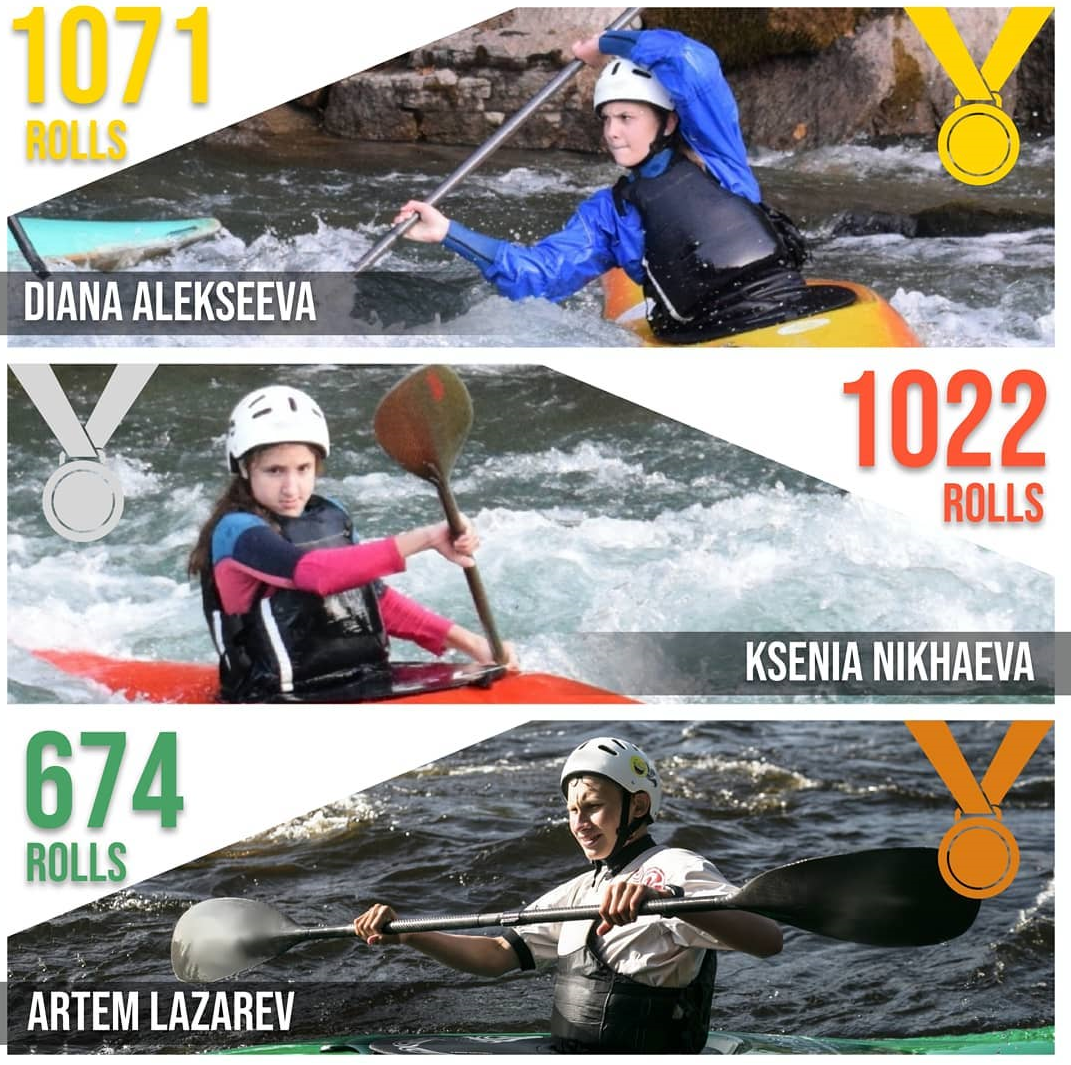 1071
ROLLS
DIANA ALEKSEEVA
1022
ROLLS
KSENIA NIKHAEVA
674
ROLLS
ARTEM LAZAREV